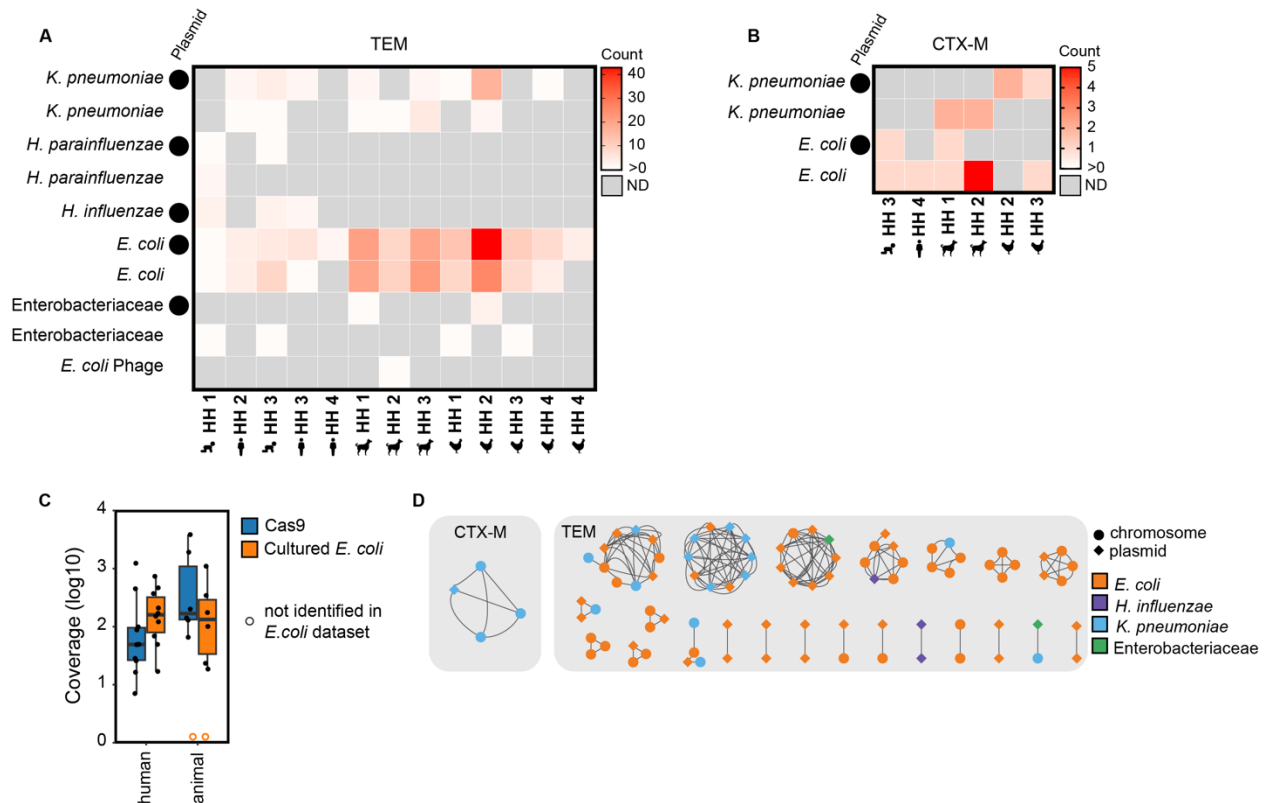 A
Plasmid
TEM
Count
K. pneumoniae
K. pneumoniae
H. parainfluenzae
H. parainfluenzae
H. influenzae
E. coli
E. coli
Enterobacteriaceae
Enterobacteriaceae
E. coli Phage
40
30
20
10
>0
ND
HH 1
HH 2
HH 3
HH 3
HH 4
HH 1
HH 2
HH 3
HH 1
HH 2
HH 3
HH 4
HH 4
B
Plasmid
CTX-M
Count
K. pneumoniae
K. pneumoniae
E. coli
E. coli
5
4
3
2
1
>0
ND
HH 3
HH 4
HH 1
HH 2
HH 2
HH 3
C
Coverage (log10)
4
3
2
1
0
human
animal
Cas9
Cultured E. coli
not identified in
E.coli dataset
D
CTX-M
TEM
chromosome
plasmid
E. coli
H. influenzae
K. pneumoniae
Enterobacteriaceae